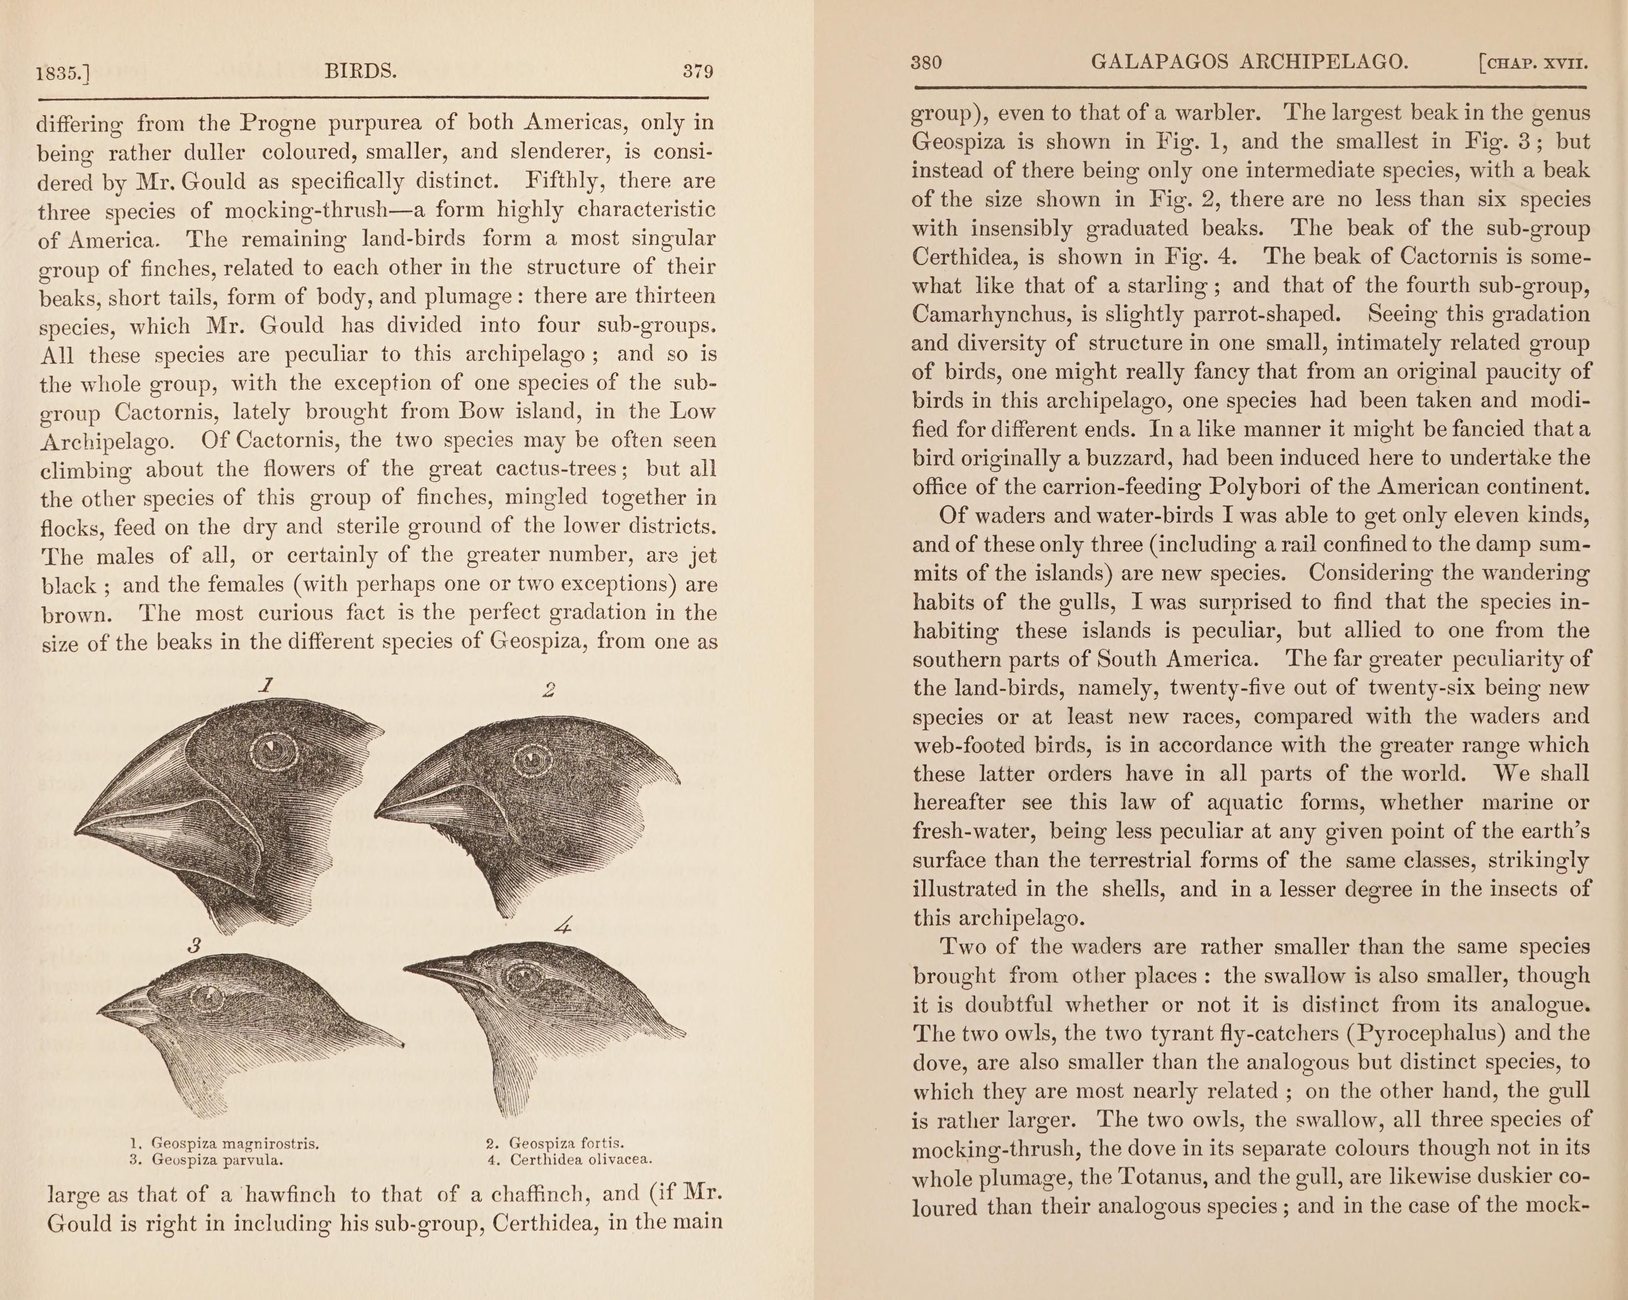 1835.] BIRDS. 379
differing from the Progne purpurea of both Americas, only in
being rather duller coloured, smaller, and slenderer, is consi-
dered by Mr. Gould as specifically distinct. Fifthly, there are
three species of mocking-thrush—a form highly characteristic
of America. The remaining land-birds form a most singular
group of finches, related to each other in the structure of their
beaks, short tails, form of body, and plumage: there are thirteen
species, which Mr. Gould has divided into four sub-groups.
All these species are peculiar to this archipelago; and so is
the whole group, with the exception of one species of the sub-
group Cactornis, lately brought from Bow island, in the Low
Archipelago. Of Cactornis, the two species may be often seen
climbing about the flowers of the great cactus-trees; but all
the other species of this group of finches, mingled together in
flocks, feed on the dry and sterile ground of the lower districts.
The males of all, or certainly of the greater number, are jet
black; and the females (with perhaps one or two exceptions) are
brown. The most curious fact is the perfect gradation in the
size of the beaks in the different species of Geospiza, from one as
1 2
3 4
1. Geospiza magnirostris. 2. Geospiza fortis.
3. Geospiza parvula. 4. Certhidea olivacea.
large as that of a hawfinch to that of a chaffinch, and (if Mr.
Gould is right in including his sub-group, Certhidea, in the main
380 GALAPAGOS ARCHIPELAGO. [CHAP. XVII.
group), even to that of a warbler. The largest beak in the genus
Geospiza is shown in Fig. 1, and the smallest in Fig. 3; but
instead of there being only one intermediate species, with a beak
of the size shown in Fig. 2, there are no less than six species
with insensibly graduated beaks. The beak of the sub-group
Certhidea, is shown in Fig. 4. The beak of Cactornis is some-
what like that of a starling; and that of the fourth sub-group,
Camarhynchus, is slightly parrot-shaped. Seeing this gradation
and diversity of structure in one small, intimately related group
of birds, one might really fancy that from an original paucity of
birds in this archipelago, one species had been taken and modi-
fied for different ends. In a like manner it might be fancied that a
bird originally a buzzard, had been induced here to undertake the
office of the carrion-feeding Polybori of the American continent.
Of waders and water-birds I was able to get only eleven kinds,
and of these only three (including a rail confined to the damp sum-
mits of the islands) are new species. Considering the wandering
habits of the gulls, I was surprised to find that the species in-
habiting these islands is peculiar, but allied to one from the
southern parts of South America. The far greater peculiarity of
the land-birds, namely, twenty-five out of twenty-six being new
species or at least new races, compared with the waders and
web-footed birds, is in accordance with the greater range which
these latter orders have in all parts of the world. We shall
hereafter see this law of aquatic forms, whether marine or
fresh-water, being less peculiar at any given point of the earth's
surface than the terrestrial forms of the same classes, strikingly
illustrated in the shells, and in a lesser degree in the insects of
this archipelago.
Two of the waders are rather smaller than the same species
brought from other places: the swallow is also smaller, though
it is doubtful whether or not it is distinct from its analogue.
The two owls, the two tyrant fly-catchers (Pyrocephalus) and the
dove, are also smaller than the analogous but distinct species, to
which they are most nearly related; on the other hand, the gull
is rather larger. The two owls, the swallow, all three species of
mocking-thrush, the dove in its separate colours though not in its
whole plumage, the Totanus, and the gull, are likewise duskier co-
loured than their analogous species; and in the case of the mock-